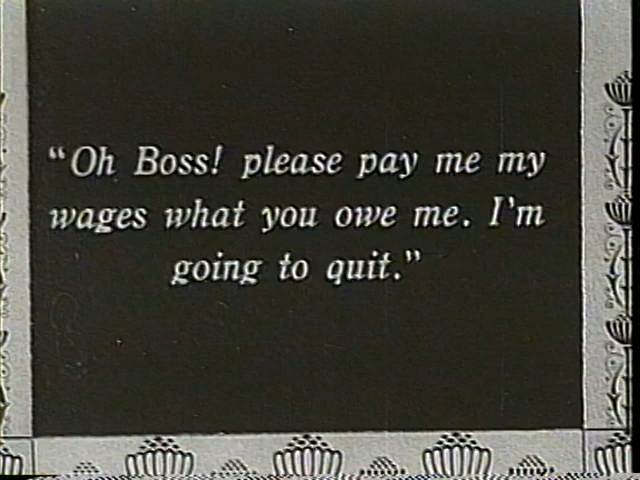 “Oh Boss! please pay me my
wages what you owe me. I'm
going to quit.”